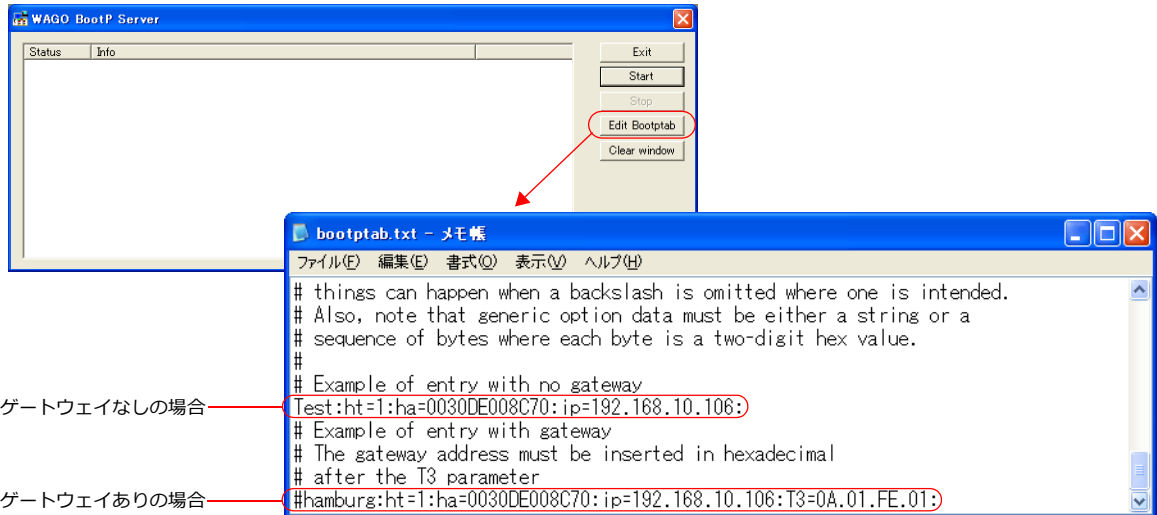 WAGO BootP Server
Status Info
Exit
Start
Stop
Edit Bootptab
Clear window
bootptab.txt - メモ帳
ファイル(F) 編集(E) 書式(O) 表示(V) ヘルプ(H)
# things can happen when a backslash is omitted where one is intended.
# Also, note that generic option data must be either a string or a
# sequence of bytes where each byte is a two-digit hex value.
#
# Example of entry with no gateway
ゲートウェイなしの場合
Test:ht=1:ha=0030DE008C70:ip=192.168.10.106:
# Example of entry with gateway
# The gateway address must be inserted in hexadecimal
# after the T3 parameter
ゲートウェイありの場合
#hamburg:ht=1:ha=0030DE008C70:ip=192.168.10.106:T3=0A.01.FE.01: